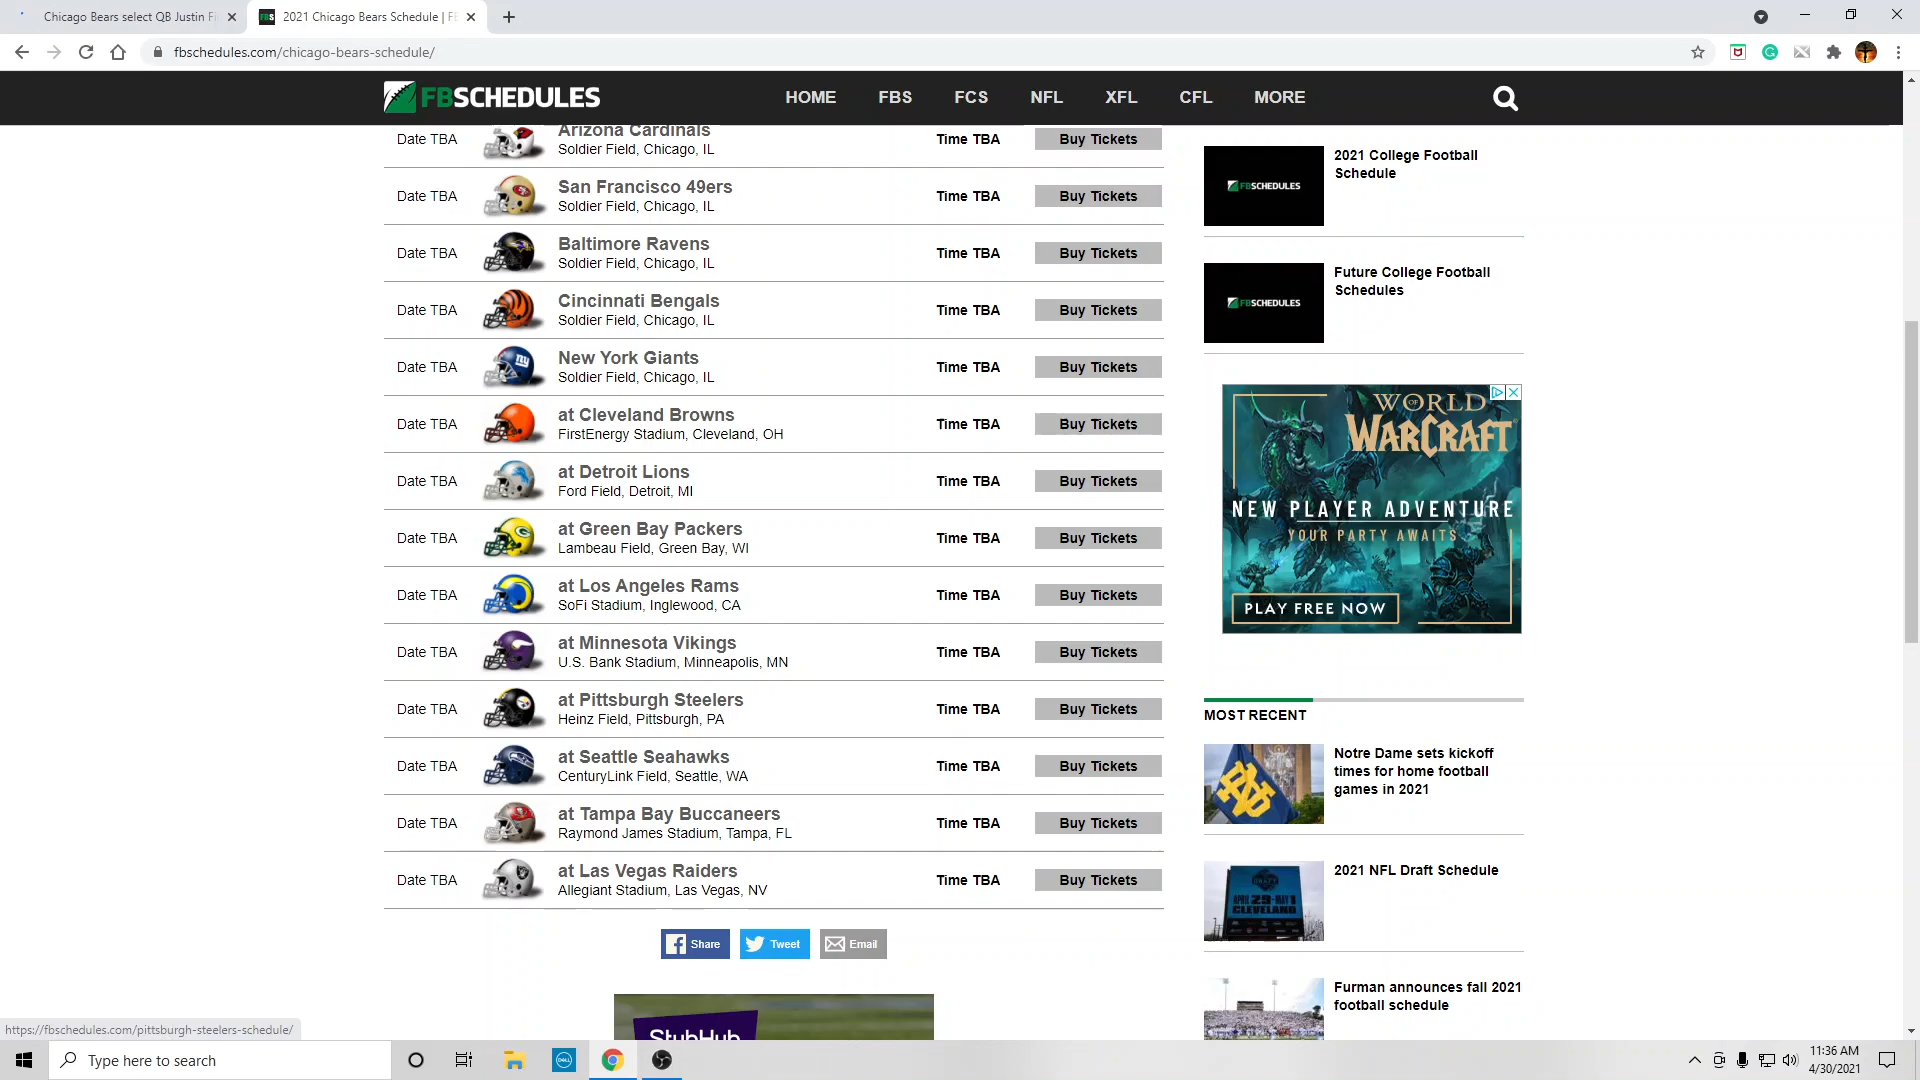 Chicago Bears select QB Justin Fi
2021 Chicago Bears Schedule | FB
fbschedules.com/chicago-bears-schedule/
FBSCHEDULES
HOME FBS FCS NFL XFL CFL MORE
Date TBA Arizona Cardinals Time TBA Buy Tickets
Soldier Field, Chicago, IL
Date TBA San Francisco 49ers Time TBA Buy Tickets
Soldier Field, Chicago, IL
Date TBA Baltimore Ravens Time TBA Buy Tickets
Soldier Field, Chicago, IL
Date TBA Cincinnati Bengals Time TBA Buy Tickets
Soldier Field, Chicago, IL
Date TBA New York Giants Time TBA Buy Tickets
Soldier Field, Chicago, IL
Date TBA at Cleveland Browns Time TBA Buy Tickets
FirstEnergy Stadium, Cleveland, OH
Date TBA at Detroit Lions Time TBA Buy Tickets
Ford Field, Detroit, MI
Date TBA at Green Bay Packers Time TBA Buy Tickets
Lambeau Field, Green Bay, WI
Date TBA at Los Angeles Rams Time TBA Buy Tickets
SoFi Stadium, Inglewood, CA
Date TBA at Minnesota Vikings Time TBA Buy Tickets
U.S. Bank Stadium, Minneapolis, MN
Date TBA at Pittsburgh Steelers Time TBA Buy Tickets
Heinz Field, Pittsburgh, PA
Date TBA at Seattle Seahawks Time TBA Buy Tickets
CenturyLink Field, Seattle, WA
Date TBA at Tampa Bay Buccaneers Time TBA Buy Tickets
Raymond James Stadium, Tampa, FL
Date TBA at Las Vegas Raiders Time TBA Buy Tickets
Allegiant Stadium, Las Vegas, NV
Share Tweet Email
StubHub
FBSCHEDULES
2021 College Football
Schedule
FBSCHEDULES
Future College Football
Schedules
WORLD
OF
WARCRAFT
NEW PLAYER ADVENTURE
YOUR PARTY AWAITS
PLAY FREE NOW
MOST RECENT
Notre Dame sets kickoff
times for home football
games in 2021
2021 NFL Draft Schedule
APRIL 29-MAY 1
CLEVELAND
Furman announces fall 2021
football schedule
https://fbschedules.com/pittsburgh-steelers-schedule/
Type here to search
DELL
11:36 AM
4/30/2021